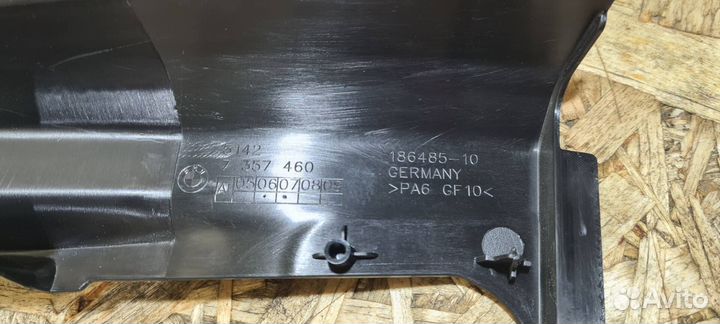 5142
7 357 460
A 05 06 07 08 09
186485-10
GERMANY
>PA6 GF10<
Avito